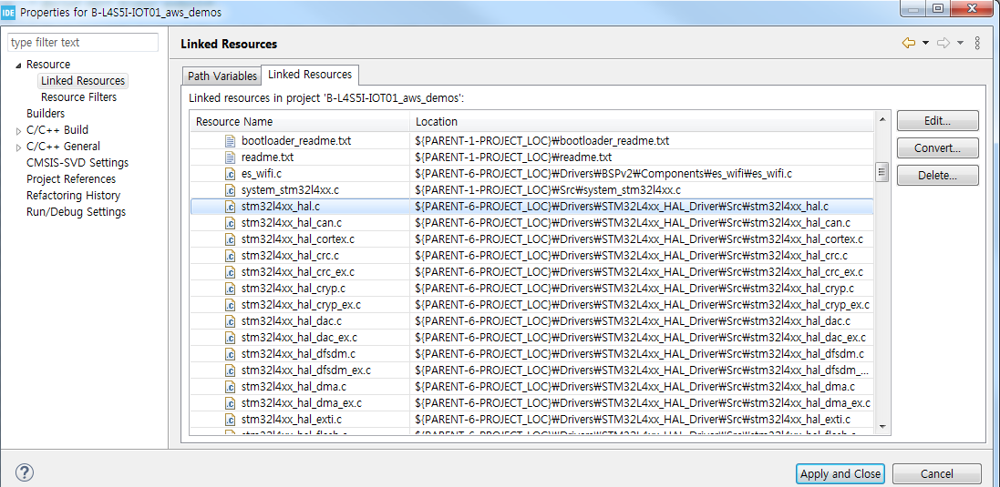 IDE Properties for B-L4S5I-IOT01_aws_demos
type filter text
Resource
Linked Resources
Resource Filters
Builders
C/C++ Build
C/C++ General
CMSIS-SVD Settings
Project References
Refactoring History
Run/Debug Settings
Linked Resources
Path Variables Linked Resources
Linked resources in project 'B-L4S5I-IOT01_aws_demos':
Resource Name Location
bootloader_readme.txt ${PARENT-1-PROJECT_LOC}₩bootloader_readme.txt
readme.txt ${PARENT-1-PROJECT_LOC}₩readme.txt
es_wifi.c ${PARENT-6-PROJECT_LOC}₩Drivers₩BSPv2₩Components₩es_wifi₩es_wifi.c
system_stm32l4xx.c ${PARENT-1-PROJECT_LOC}₩Src₩system_stm32l4xx.c
stm32l4xx_hal.c ${PARENT-6-PROJECT_LOC}₩Drivers₩STM32L4xx_HAL_Driver₩Src₩stm32l4xx_hal.c
stm32l4xx_hal_can.c ${PARENT-6-PROJECT_LOC}₩Drivers₩STM32L4xx_HAL_Driver₩Src₩stm32l4xx_hal_can.c
stm32l4xx_hal_cortex.c ${PARENT-6-PROJECT_LOC}₩Drivers₩STM32L4xx_HAL_Driver₩Src₩stm32l4xx_hal_cortex.c
stm32l4xx_hal_crc.c ${PARENT-6-PROJECT_LOC}₩Drivers₩STM32L4xx_HAL_Driver₩Src₩stm32l4xx_hal_crc.c
stm32l4xx_hal_crc_ex.c ${PARENT-6-PROJECT_LOC}₩Drivers₩STM32L4xx_HAL_Driver₩Src₩stm32l4xx_hal_crc_ex.c
stm32l4xx_hal_cryp.c ${PARENT-6-PROJECT_LOC}₩Drivers₩STM32L4xx_HAL_Driver₩Src₩stm32l4xx_hal_cryp.c
stm32l4xx_hal_cryp_ex.c ${PARENT-6-PROJECT_LOC}₩Drivers₩STM32L4xx_HAL_Driver₩Src₩stm32l4xx_hal_cryp_ex.c
stm32l4xx_hal_dac.c ${PARENT-6-PROJECT_LOC}₩Drivers₩STM32L4xx_HAL_Driver₩Src₩stm32l4xx_hal_dac.c
stm32l4xx_hal_dac_ex.c ${PARENT-6-PROJECT_LOC}₩Drivers₩STM32L4xx_HAL_Driver₩Src₩stm32l4xx_hal_dac_ex.c
stm32l4xx_hal_dfsdm.c ${PARENT-6-PROJECT_LOC}₩Drivers₩STM32L4xx_HAL_Driver₩Src₩stm32l4xx_hal_dfsdm.c
stm32l4xx_hal_dfsdm_ex.c ${PARENT-6-PROJECT_LOC}₩Drivers₩STM32L4xx_HAL_Driver₩Src₩stm32l4xx_hal_dfsdm_...
stm32l4xx_hal_dma.c ${PARENT-6-PROJECT_LOC}₩Drivers₩STM32L4xx_HAL_Driver₩Src₩stm32l4xx_hal_dma.c
stm32l4xx_hal_dma_ex.c ${PARENT-6-PROJECT_LOC}₩Drivers₩STM32L4xx_HAL_Driver₩Src₩stm32l4xx_hal_dma_ex.c
stm32l4xx_hal_exti.c ${PARENT-6-PROJECT_LOC}₩Drivers₩STM32L4xx_HAL_Driver₩Src₩stm32l4xx_hal_exti.c
Edit...
Convert...
Delete...
Apply and Close Cancel